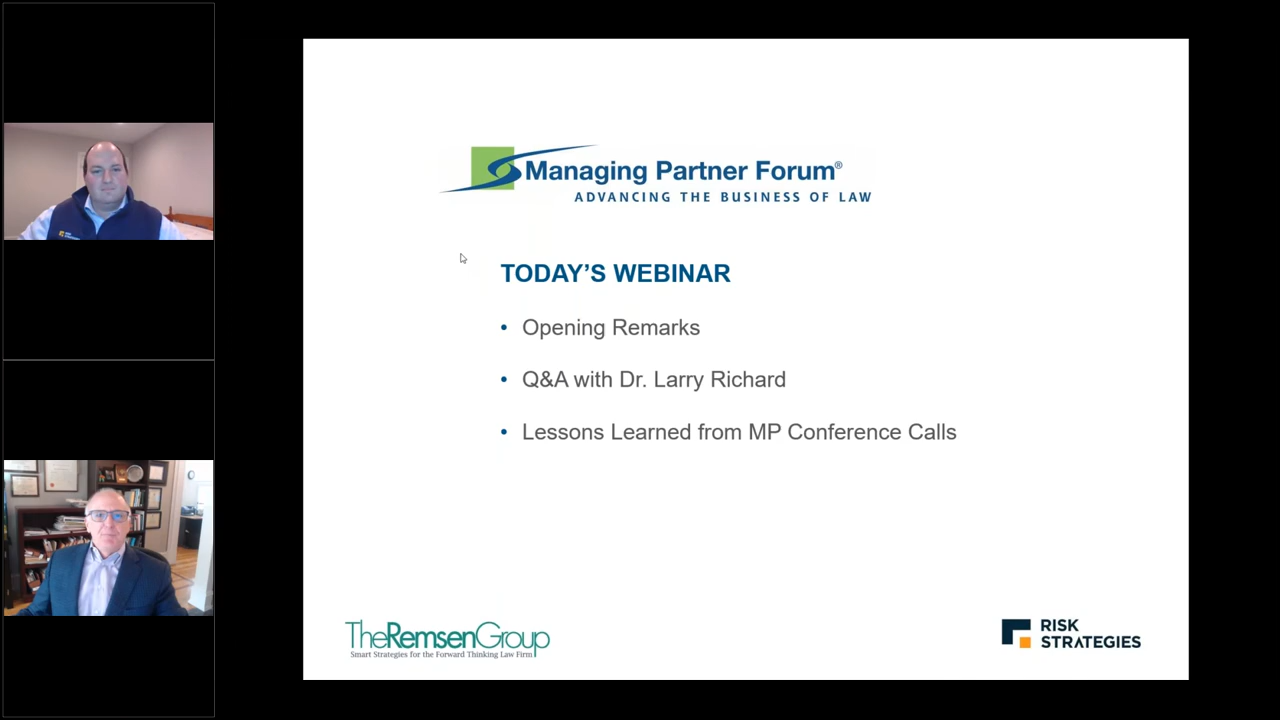 Managing Partner Forum®
ADVANCING THE BUSINESS OF LAW
TODAY'S WEBINAR
• Opening Remarks
• Q&A with Dr. Larry Richard
• Lessons Learned from MP Conference Calls
TheRemsenGroup
Smart Strategies for the Forward Thinking Law Firm
RISK
STRATEGIES